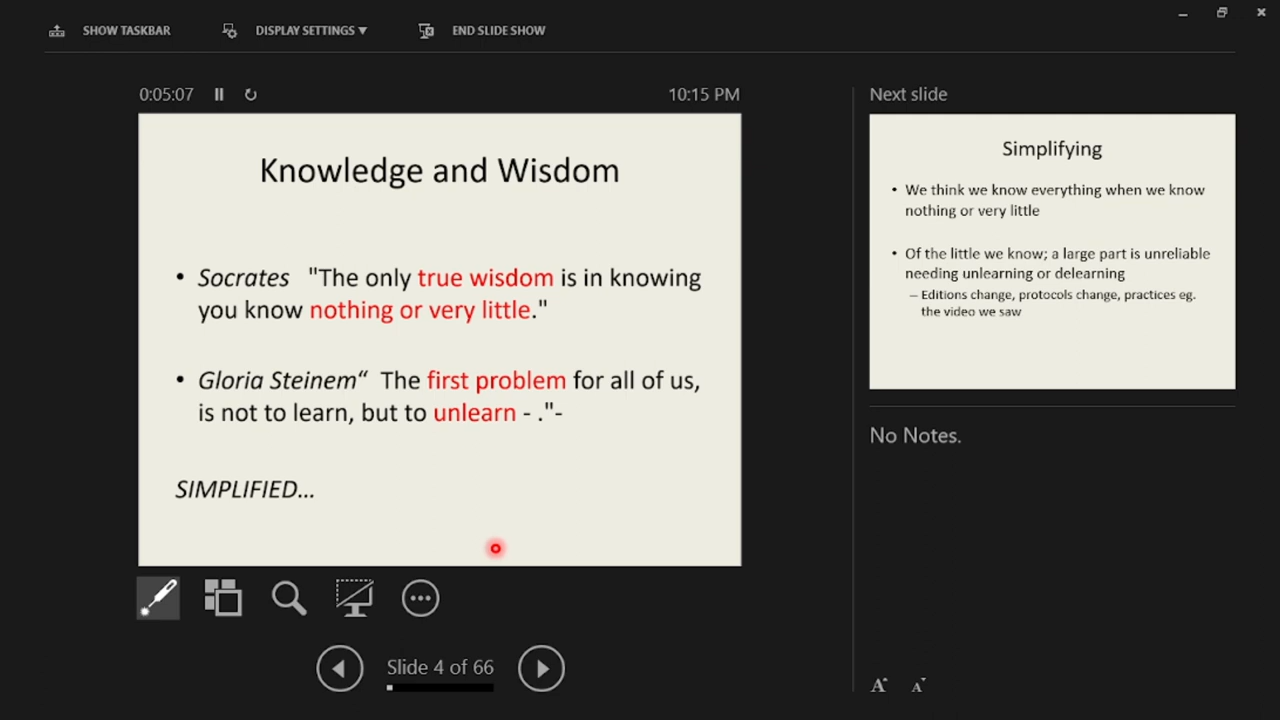 SHOW TASKBAR
DISPLAY SETTINGS ▼
END SLIDE SHOW
0:05:07
10:15 PM
Knowledge and Wisdom
• Socrates "The only true wisdom is in knowing
you know nothing or very little."
• Gloria Steinem“ The first problem for all of us,
is not to learn, but to unlearn - ."-
SIMPLIFIED...
Slide 4 of 66
Next slide
Simplifying
• We think we know everything when we know
nothing or very little
• Of the little we know; a large part is unreliable
needing unlearning or delearning
– Editions change, protocols change, practices eg.
the video we saw
No Notes.
A A